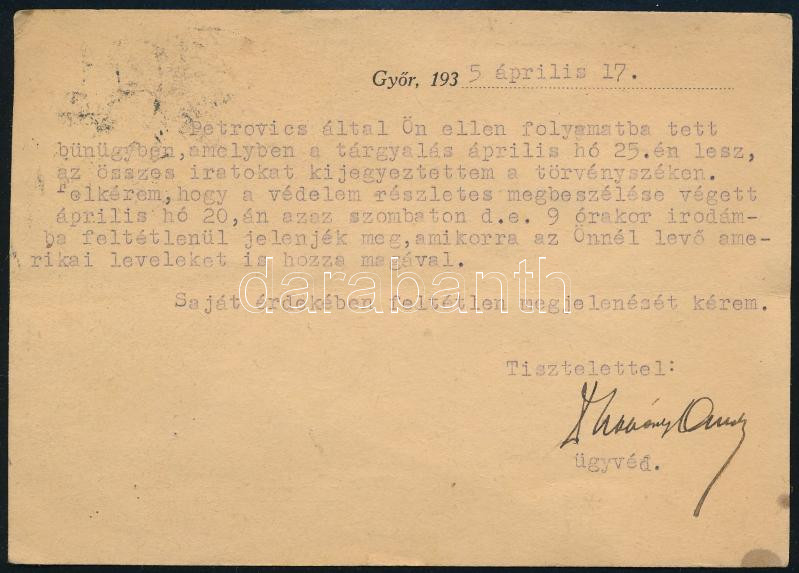 Győr, 1935 április 17.
Petrovics által Ön ellen folyamatba tett
bünügyben,amelyben a tárgyalás április hó 25.én lesz,
az összes iratokat kijegyeztettem a törvényszéken.
Felkérem,hogy a védelem részletes megbeszélése végett
április hó 20,án azaz szombaton d.e. 9 órakor irodám-
ba feltétlenül jelenjék meg,amikorra az Önnél levő ame-
rikai leveleket is hozza magával.
darabanth
Saját érdekében feltétlen megjelenését kérem.
Tisztelettel:
ügyvéd.